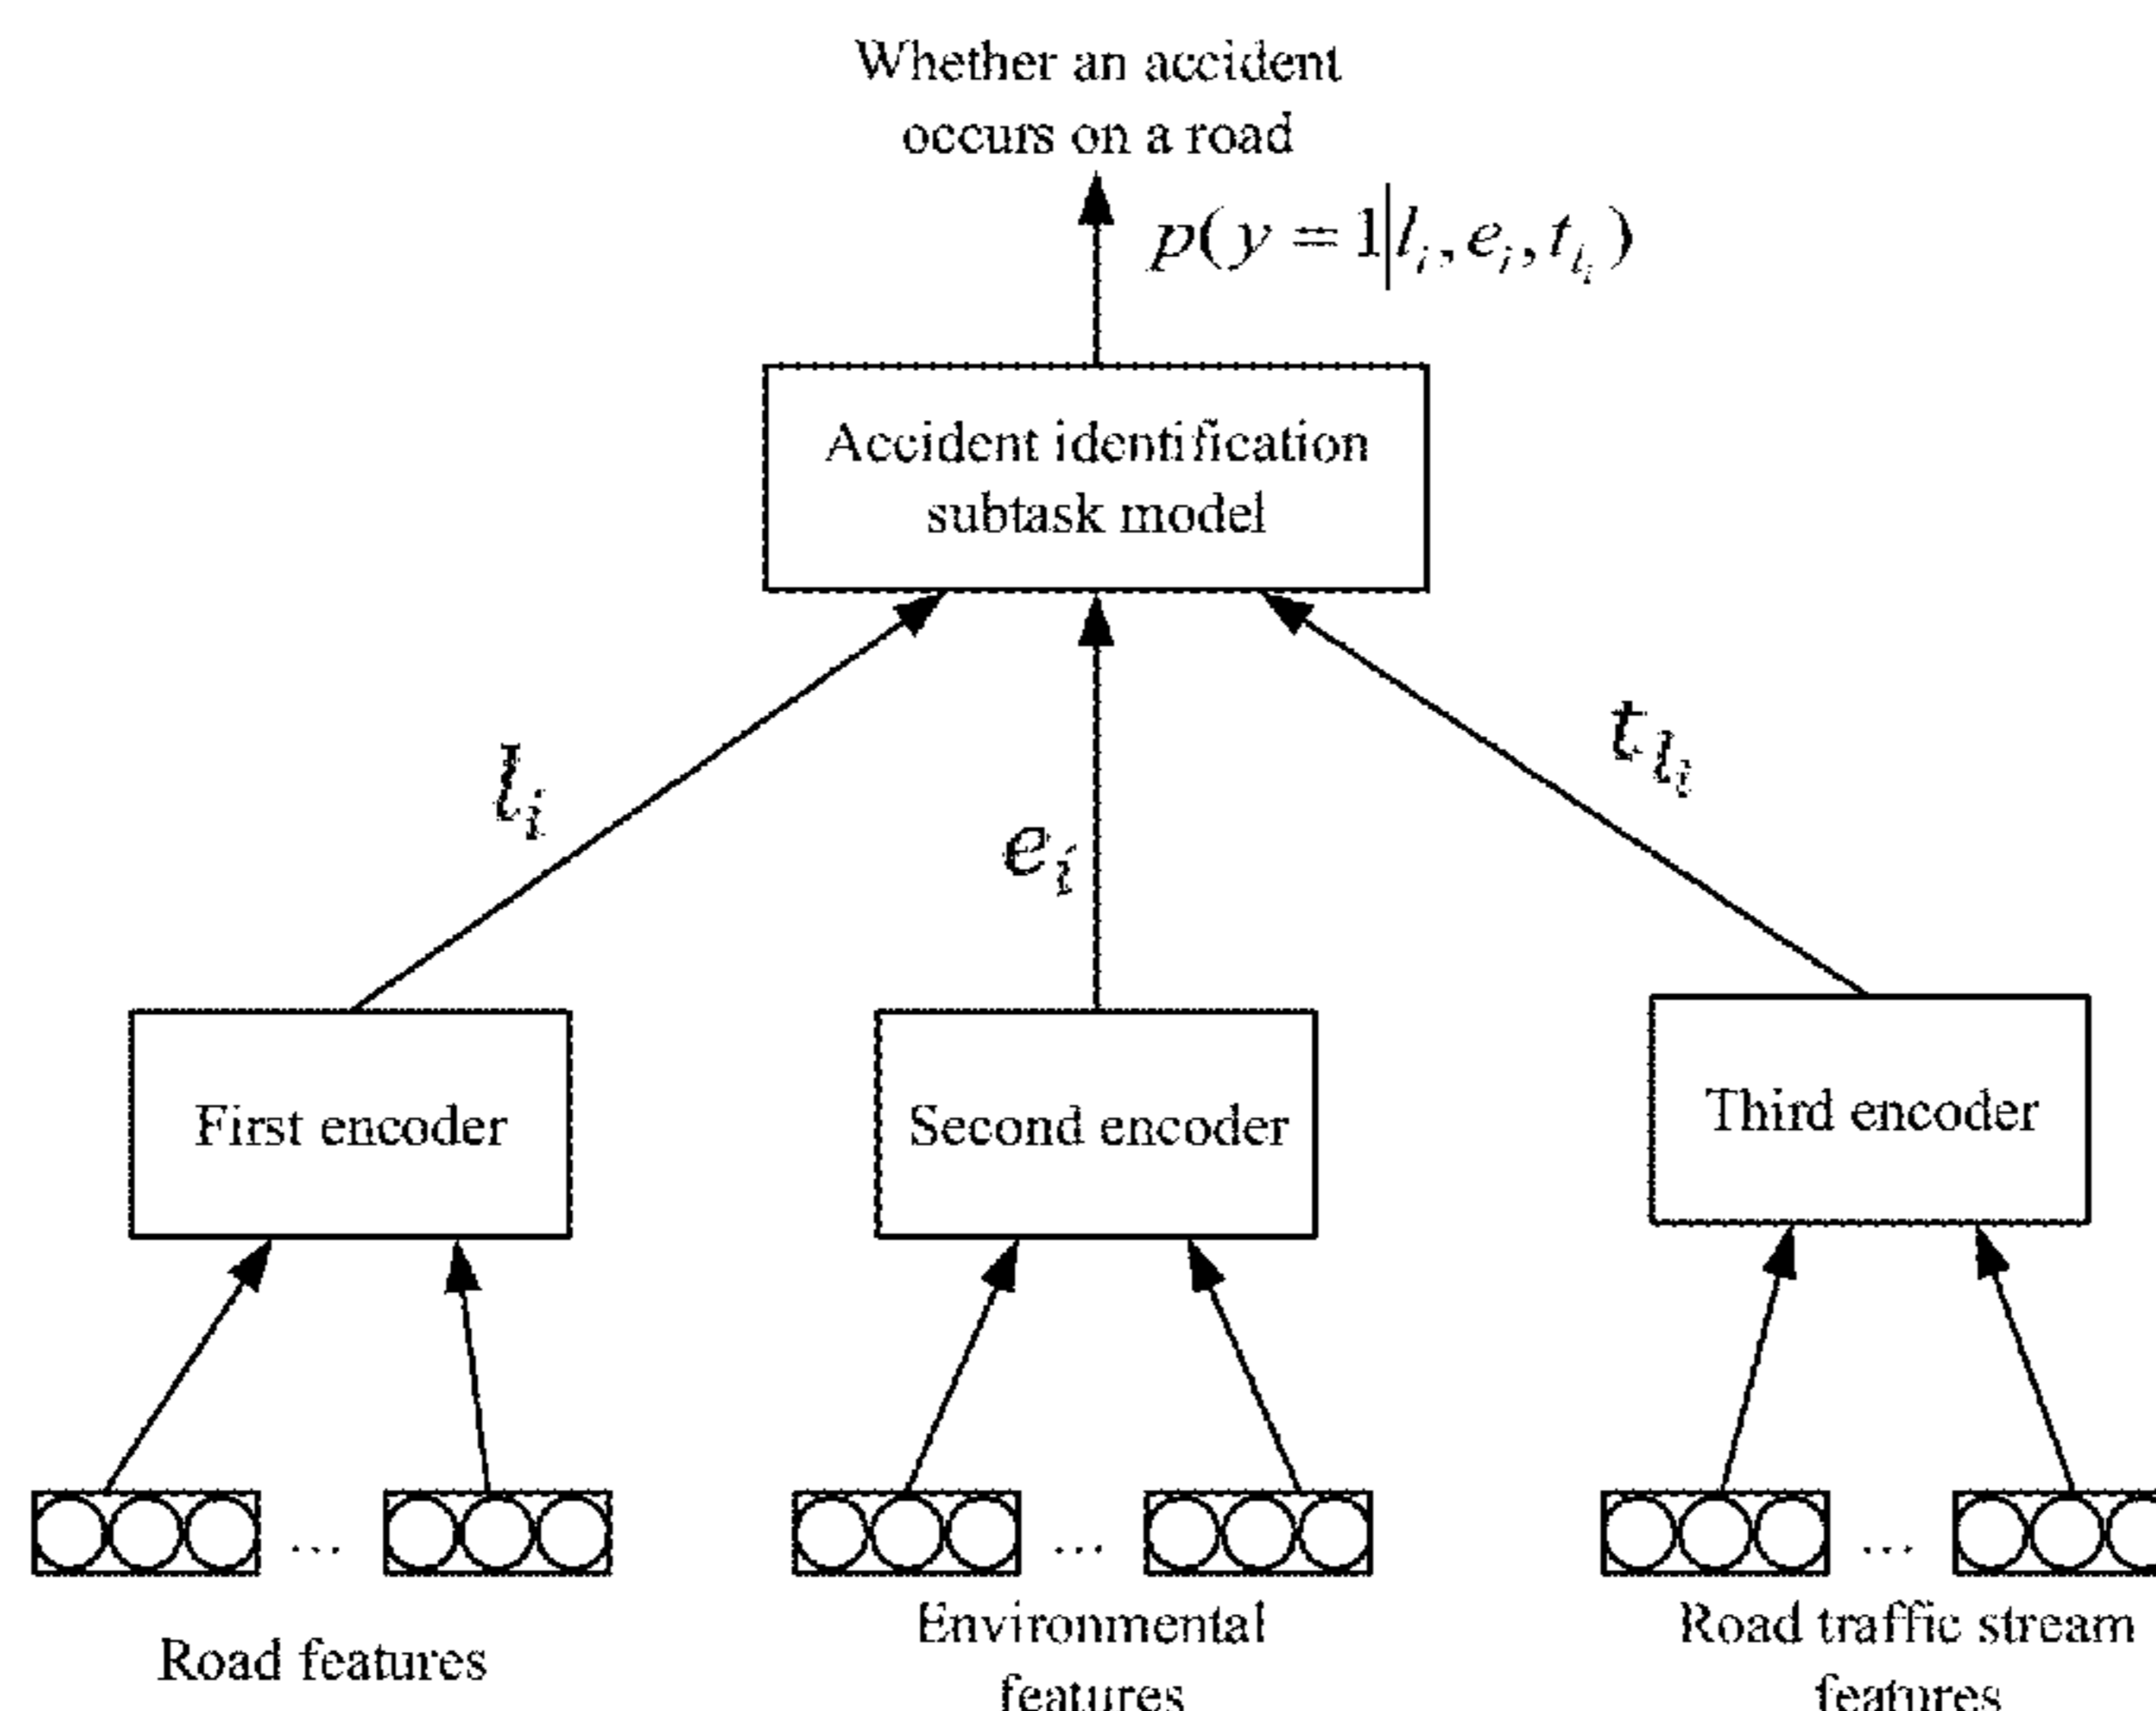 Whether an accident
occurs on a road
p(y = 1|l_i, e_i, t_{l_i})
Accident identification
subtask model
l_i
e_i
t_{l_i}
First encoder
Second encoder
Third encoder
...
...
...
Road features
Environmental
features
Road traffic stream
features